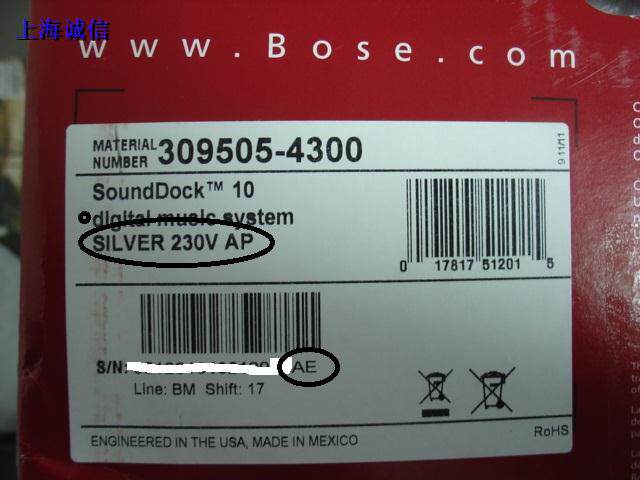 上海诚信
www.Bose.com
MATERIAL NUMBER 309505-4300
SoundDock™ 10
digital music system
SILVER 230V AP
0 17817 51201 5
S/N: AE
Line: BM Shift: 17
ENGINEERED IN THE USA, MADE IN MEXICO
RoHS